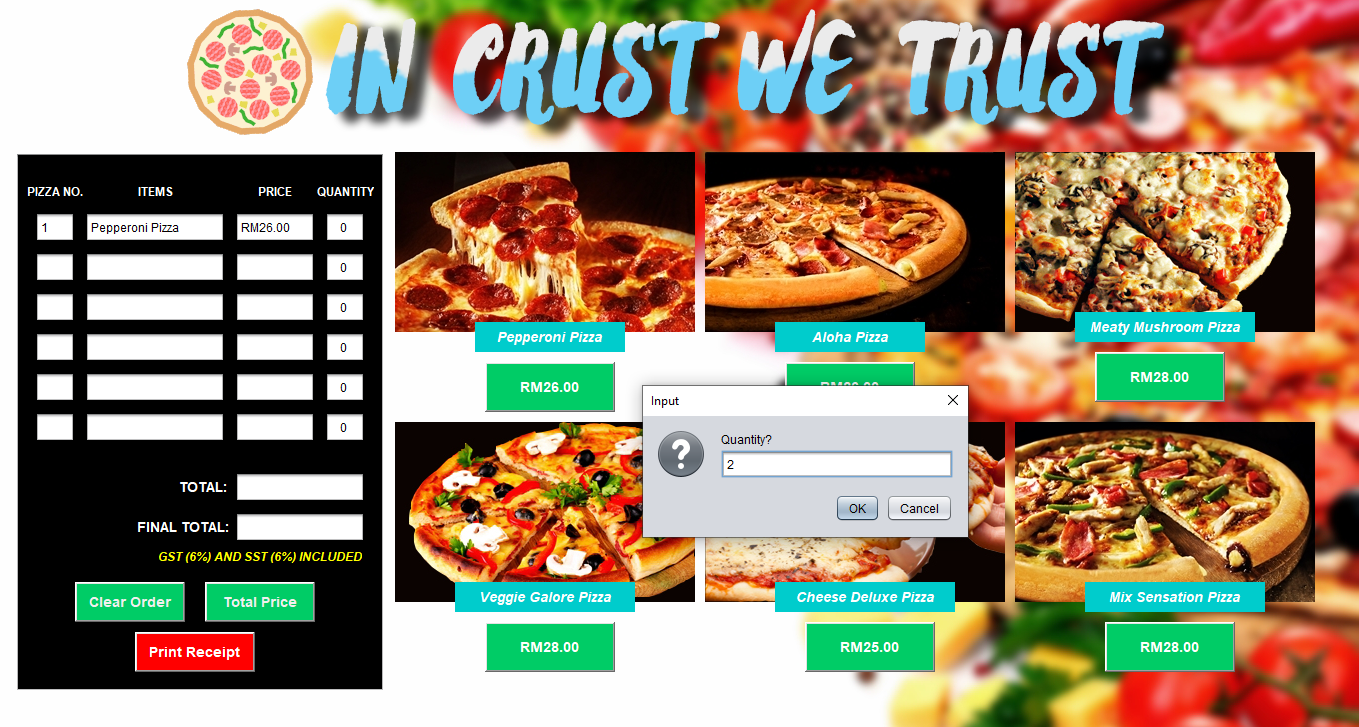 IN CRUST WE TRUST
PIZZA NO. ITEMS PRICE QUANTITY
1 Pepperoni Pizza RM26.00 0
0
0
0
0
0
TOTAL:
FINAL TOTAL:
GST (6%) AND SST (6%) INCLUDED
Clear Order Total Price
Print Receipt
Pepperoni Pizza
RM26.00
Aloha Pizza
Meaty Mushroom Pizza
RM28.00
Input
Quantity?
2
OK Cancel
Veggie Galore Pizza
RM28.00
Cheese Deluxe Pizza
RM25.00
Mix Sensation Pizza
RM28.00